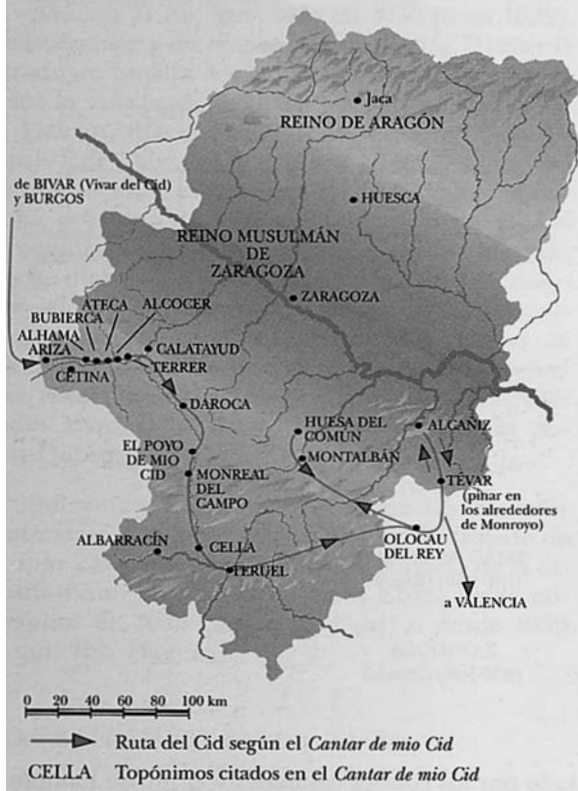 Jaca
REINO DE ARAGÓN
de BIVAR (Vivar del Cid)
y BURGOS
HUESCA
REINO MUSULMÁN
DE
ZARAGOZA
ZARAGOZA
ATECA
ALCOCER
BUBIERCA
ALHAMA
ARIZA
CETINA
CALATAYUD
TERRER
DAROCA
HUESA DEL
COMÚN
MONTALBÁN
ALCAÑIZ
EL POYO
DE MIO
CID
MONREAL
DEL
CAMPO
TÉVAR
(pinar en
los alrededores
de Monroyo)
ALBARRACÍN
CELLA
TERUEL
OLOCAU
DEL REY
a VALENCIA
0 20 40 60 80 100 km
Ruta del Cid según el Cantar de mio Cid
CELLA Topónimos citados en el Cantar de mio Cid